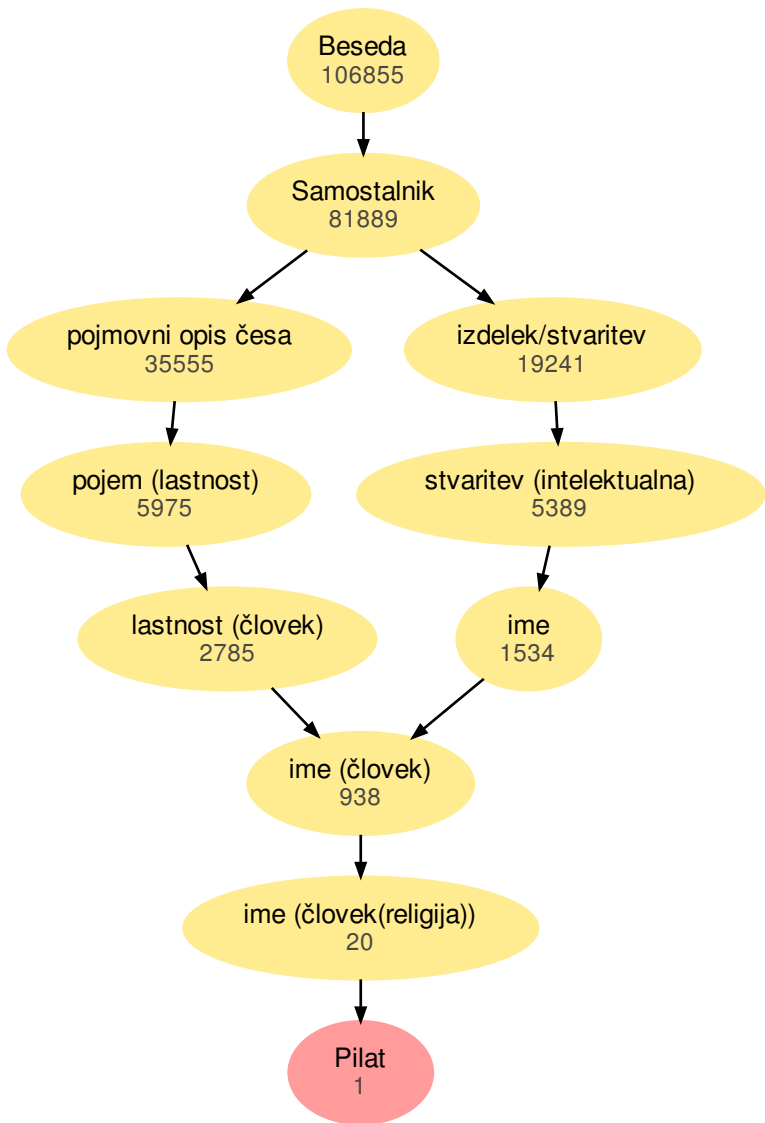 Beseda
106855
Samostalnik
81889
pojmovni opis česa
35555
izdelek/stvaritev
19241
pojem (lastnost)
5975
stvaritev (intelektualna)
5389
lastnost (človek)
2785
ime
1534
ime (človek)
938
ime (človek(religija))
20
Pilat
1